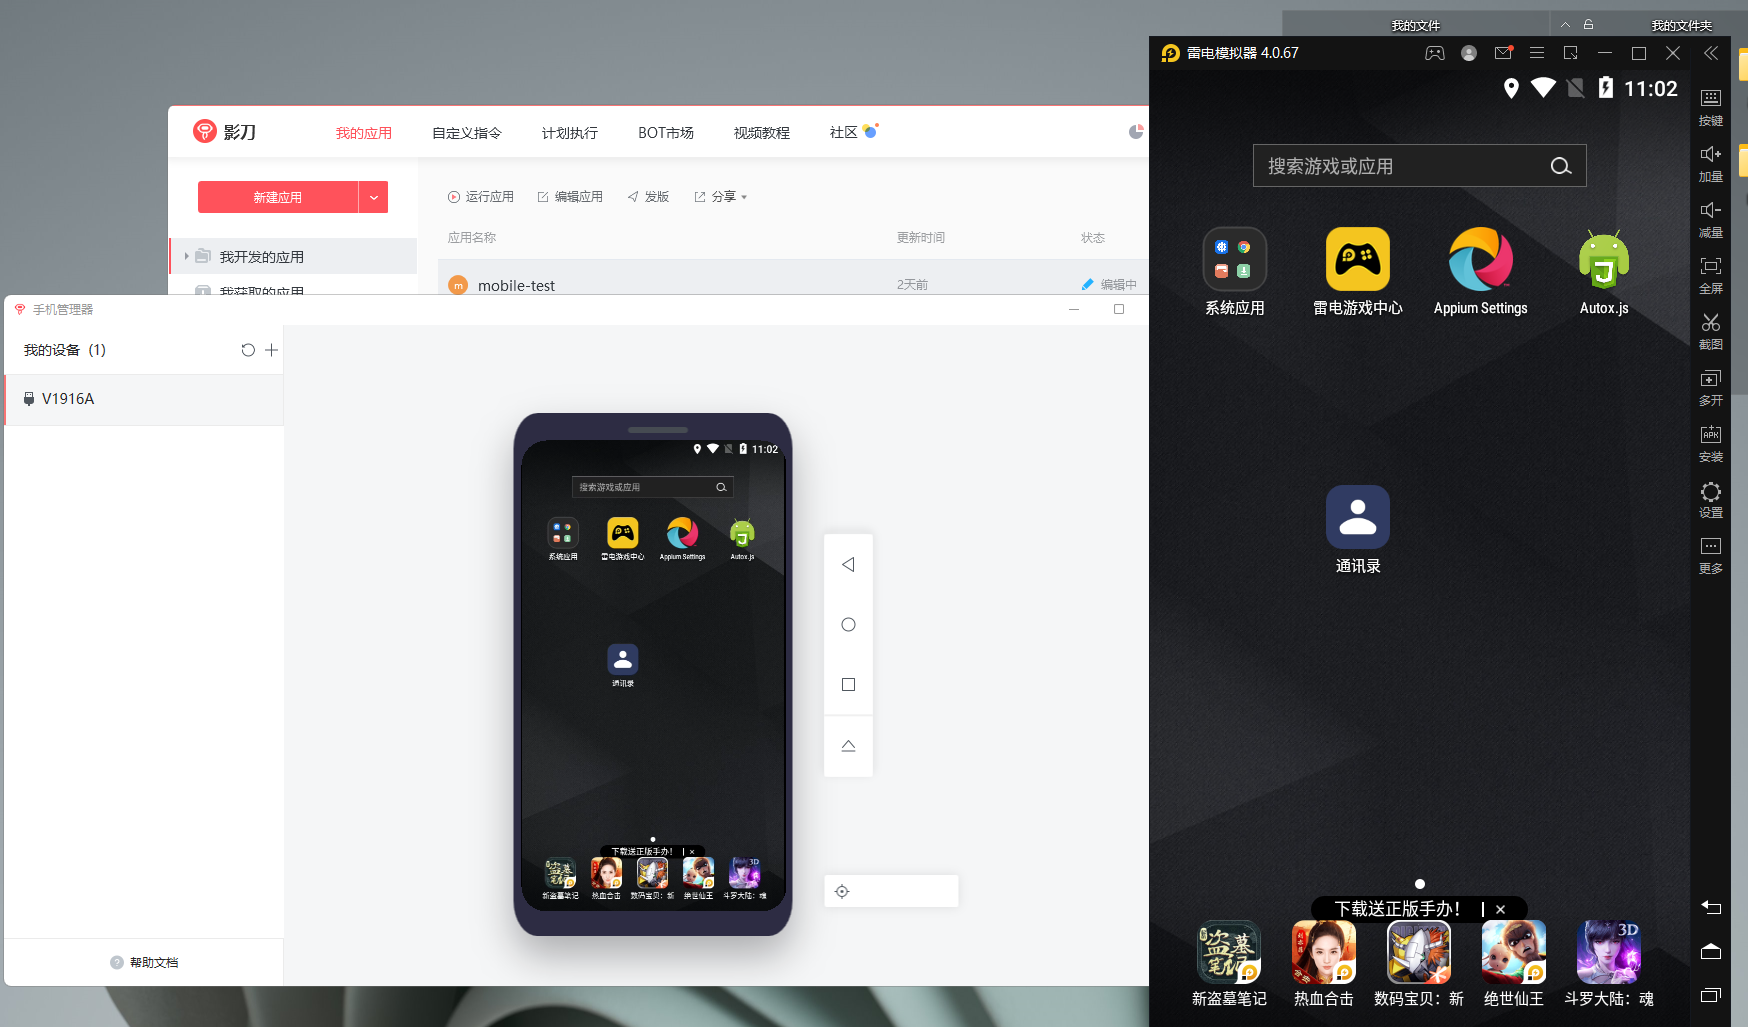 我的文件
我的文件夹
雷电模拟器 4.0.67
影刀
我的应用
自定义指令
计划执行
BOT市场
视频教程
社区
新建应用
运行应用
编辑应用
发版
分享
应用名称
更新时间
状态
我开发的应用
m
mobile-test
2天前
编辑中
我获取的应用
手机管理器
我的设备 (1)
V1916A
帮助文档
11:02
搜索游戏或应用
系统应用
雷电游戏中心
Appium Settings
Autox.js
通讯录
下载送正版手办! | ×
3D
新盗墓笔记
热血合击
数码宝贝:新
绝世仙王
斗罗大陆:魂
11:02
搜索游戏或应用
系统应用
雷电游戏中心
Appium Settings
Autox.js
通讯录
下载送正版手办! | ×
盗墓
笔记
3D
新盗墓笔记
热血合击
数码宝贝:新
绝世仙王
斗罗大陆:魂
按键
加量
减量
全屏
截图
多开
APK
安装
设置
更多